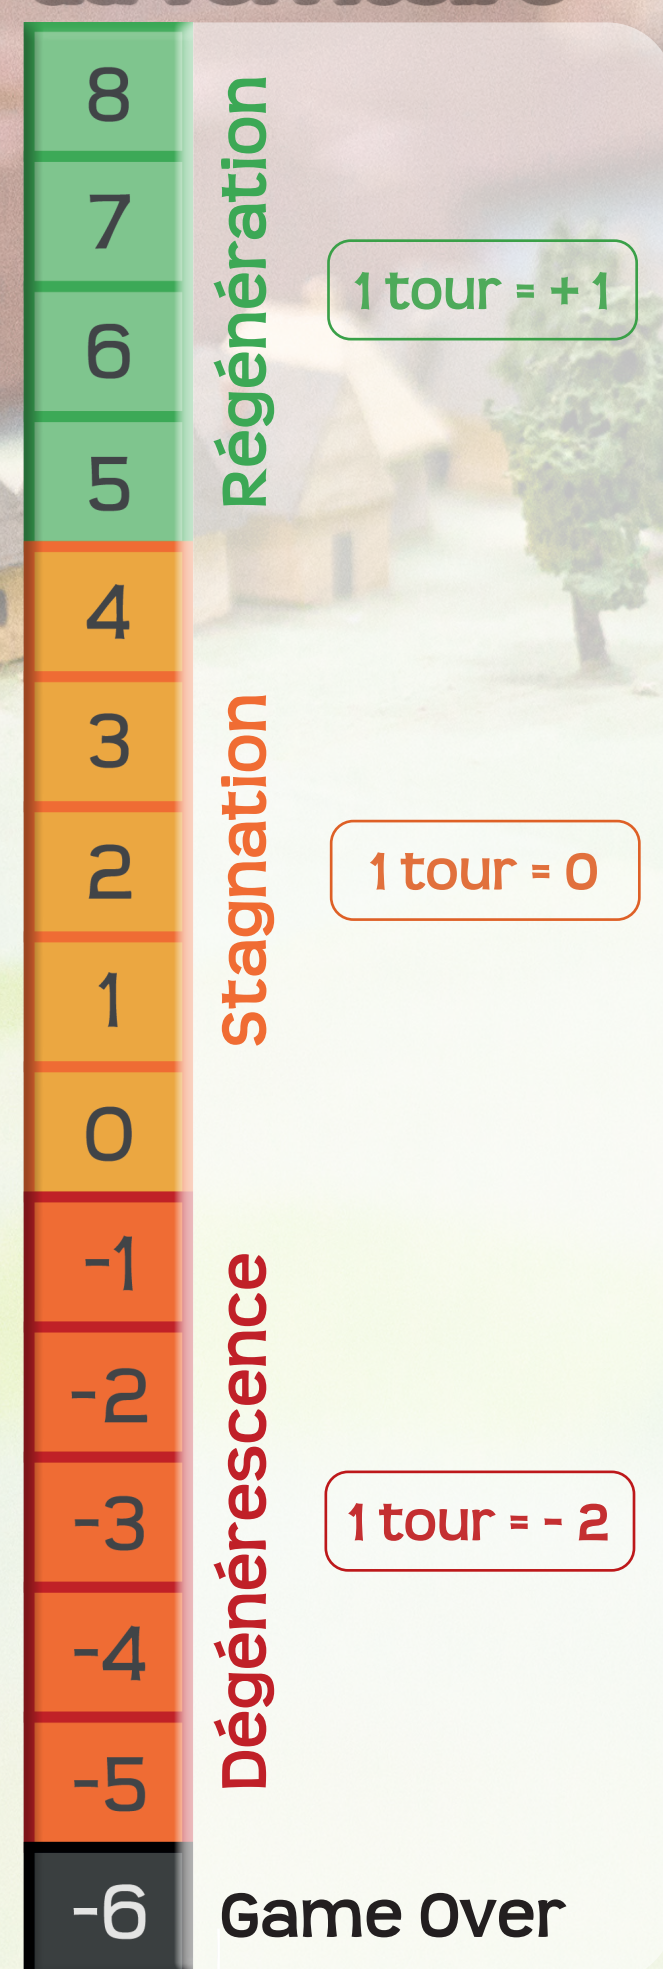 8
7
6
5
Régénération
1 tour = + 1
4
3
2
1
0
Stagnation
1 tour = 0
-1
-2
-3
-4
-5
Dégénérescence
1 tour = - 2
-6
Game Over